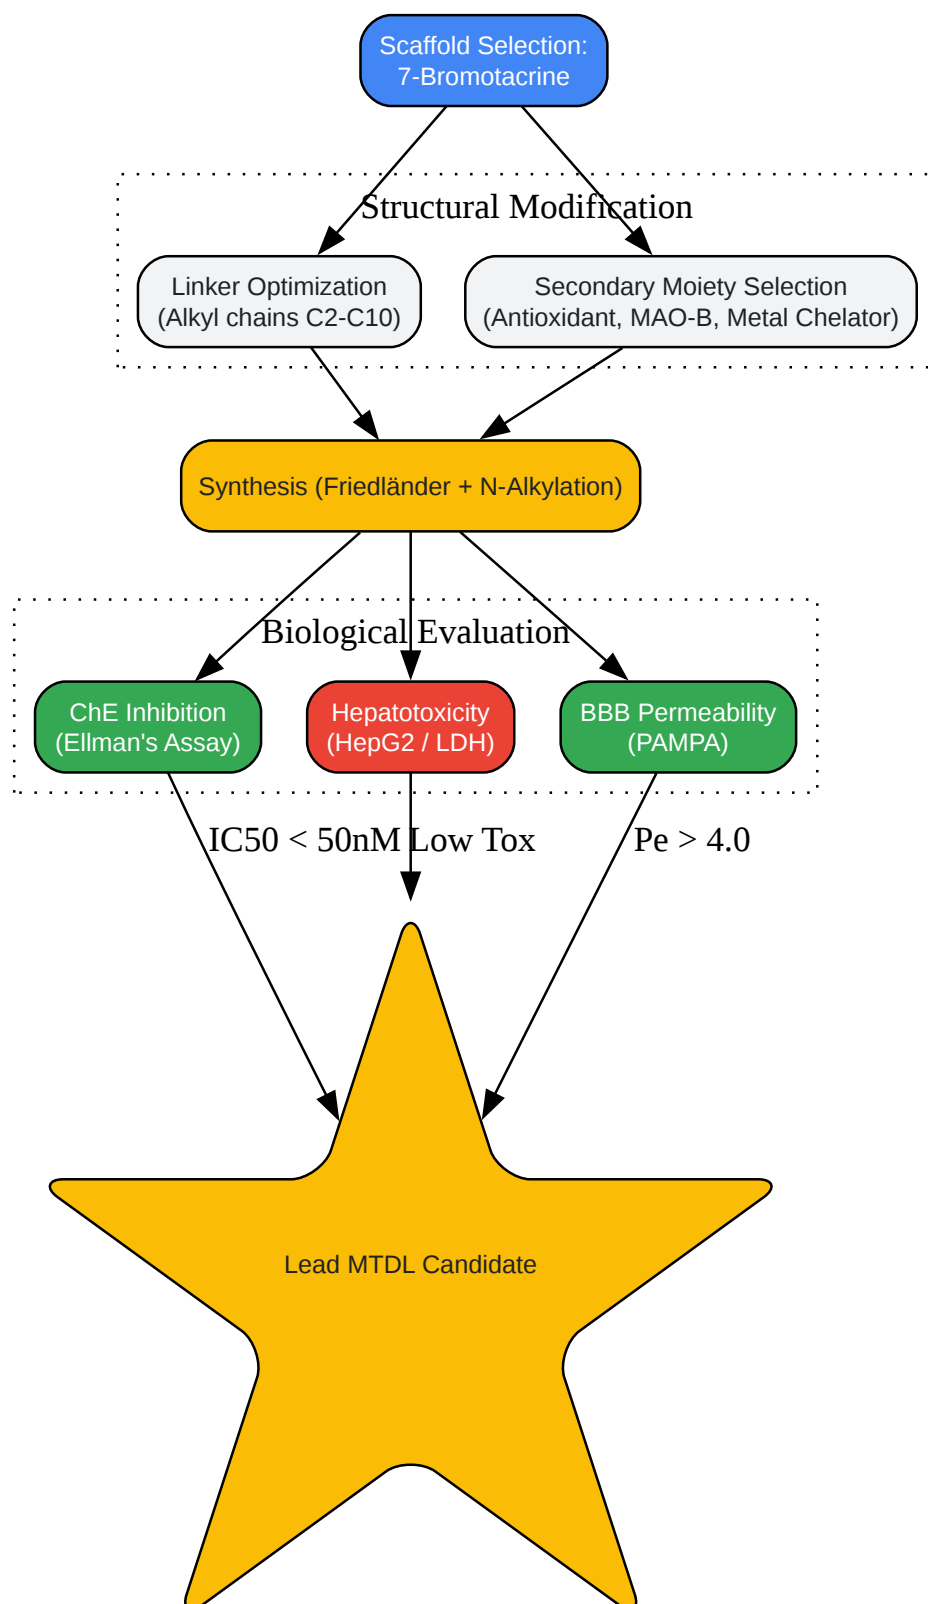 Scaffold Selection:
7-Bromotacrine
Structural Modification
Linker Optimization
(Alkyl chains C2-C10)
Secondary Moiety Selection
(Antioxidant, MAO-B, Metal Chelator)
Synthesis (Friedländer + N-Alkylation)
Biological Evaluation
ChE Inhibition
(Ellman's Assay)
Hepatotoxicity
(HepG2 / LDH)
BBB Permeability
(PAMPA)
IC50 < 50nM
Low Tox
Pe > 4.0
Lead MTDL Candidate